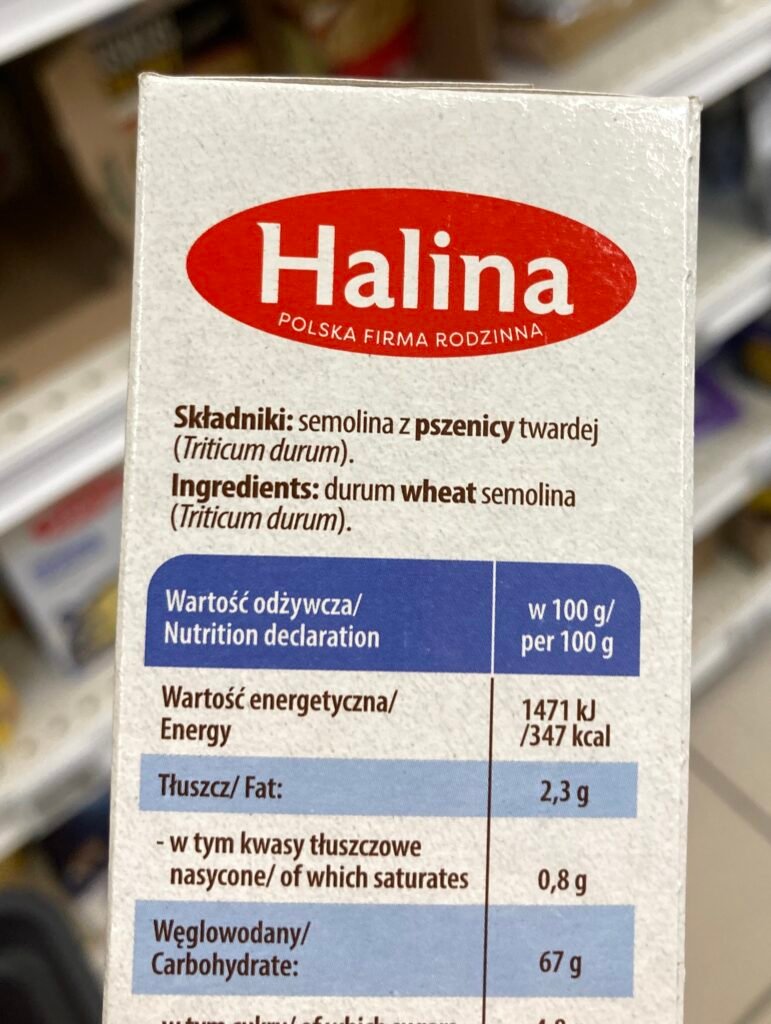 Halina
POLSKA FIRMA RODZINNA
Składniki: semolina z pszenicy twardej
(Triticum durum).
Ingredients: durum wheat semolina
(Triticum durum).
Wartość odżywcza/
Nutrition declaration
w 100 g/
per 100 g
Wartość energetyczna/
Energy
1471 kJ
/347 kcal
Tłuszcz/ Fat:
2,3 g
- w tym kwasy tłuszczowe
nasycone/ of which saturates
0,8 g
Węglowodany/
Carbohydrate:
67 g